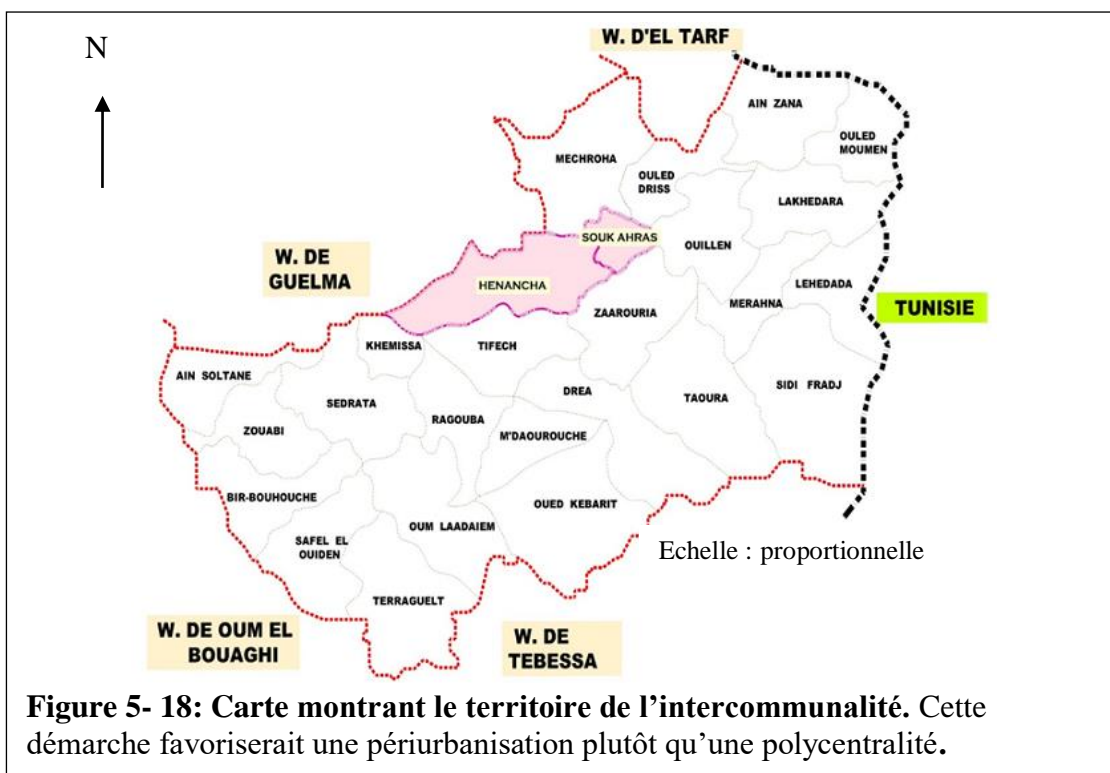 W. D'EL TARF
N
AIN ZANA
OULED
MOUMEN
MECHROHA
OULED
DRISS
LAKHEDARA
SOUK AHRAS
OUILLEN
W. DE
GUELMA
HENANCHA
LEHEDADA
MERAHNA
TUNISIE
ZAAROURIA
KHEMISSA
TIFECH
AIN SOLTANE
SIDI FRADJ
DREA
TAOURA
SEDRATA
RAGOUBA
ZOUABI
M'DAOUROUCHE
BIR-BOUHOUCHE
OUED KEBARIT
OUM LAADAIEM
SAFEL EL
OUIDEN
Echelle : proportionnelle
TERRAGUELT
W. DE OUM EL
BOUAGHI
W. DE
TEBESSA
Figure 5- 18: Carte montrant le territoire de l’intercommunalité. Cette
démarche favoriserait une périurbanisation plutôt qu’une polycentralité.